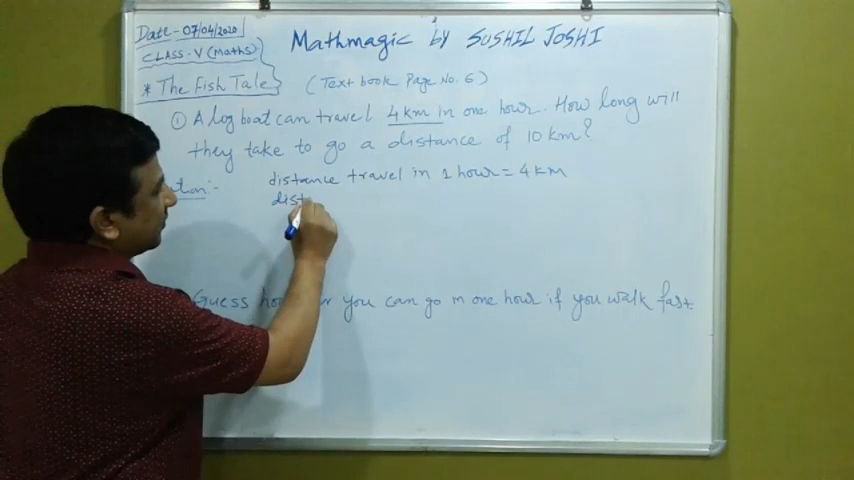 Date - 07/04/2020
CLASS-V (Maths)
* The Fish Tale
Mathmagic by SUSHIL JOSHI
(Text book Page No. 6)
① A log boat can travel 4 km in one hour. How long will
they take to go a distance of 10 km?
distance travel in 1 hour = 4 km
dist
Guess you can go in one hour if you walk fast.